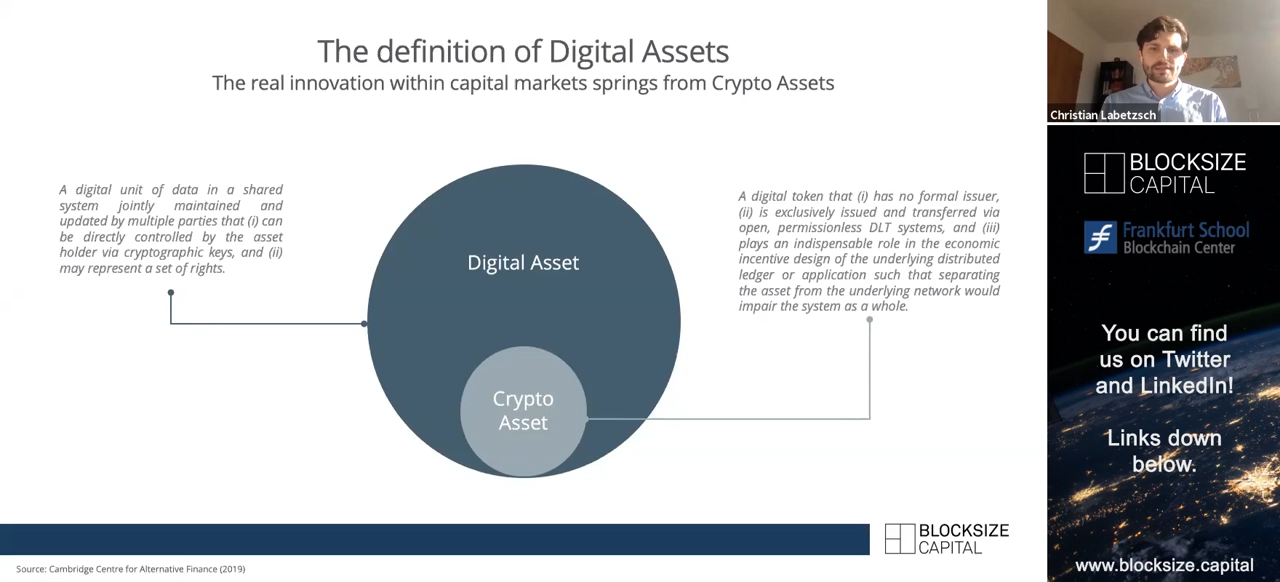 The definition of Digital Assets
The real innovation within capital markets springs from Crypto Assets
A digital unit of data in a shared
system jointly maintained and
updated by multiple parties that (i) can
be directly controlled by the asset
holder via cryptographic keys, and (ii)
may represent a set of rights.
Digital Asset
Crypto
Asset
A digital token that (i) has no formal issuer,
(ii) is exclusively issued and transferred via
open, permissionless DLT systems, and (iii)
plays an indispensable role in the economic
incentive design of the underlying distributed
ledger or application such that separating
the asset from the underlying network would
impair the system as a whole.
BLOCKSIZE
CAPITAL
Source: Cambridge Centre for Alternative Finance (2019)
Christian Labetzsch
BLOCKSIZE
CAPITAL
Frankfurt School
Blockchain Center
You can find
us on Twitter
and LinkedIn!
Links down
below.
www.blocksize.capital